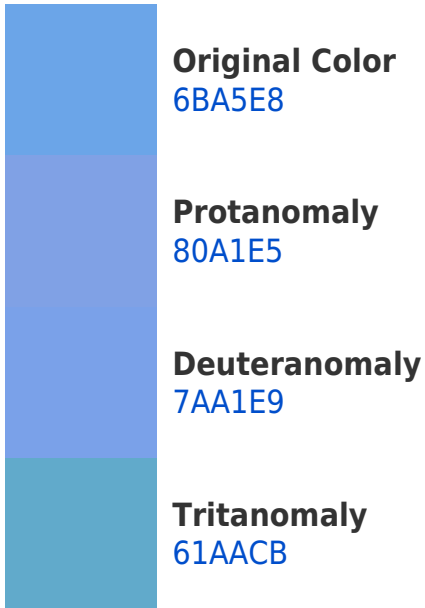 Original Color
6BA5E8
Protanomaly
80A1E5
Deuteranomaly
7AA1E9
Tritanomaly
61AACB